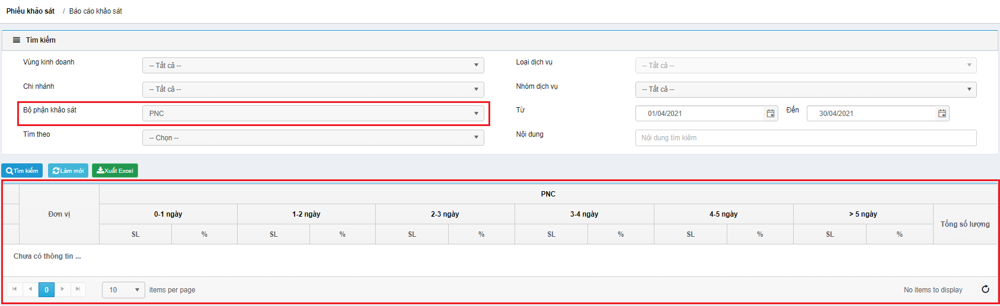 Phiếu khảo sát / Báo cáo khảo sát
Tìm kiếm
Vùng kinh doanh -- Tất cả -- Loại dịch vụ -- Tất cả --
Chi nhánh -- Tất cả -- Nhóm dịch vụ -- Tất cả --
Bộ phận khảo sát PNC Từ 01/04/2021 Đến 30/04/2021
Tìm theo -- Chọn -- Nội dung Nội dung tìm kiếm
Tìm kiếm Làm mới Xuất Excel
PNC
Đơn vị 0-1 ngày 1-2 ngày 2-3 ngày 3-4 ngày 4-5 ngày > 5 ngày Tổng số lượng
SL % SL % SL % SL % SL % SL %
Chưa có thông tin ...
0 10 items per page No items to display